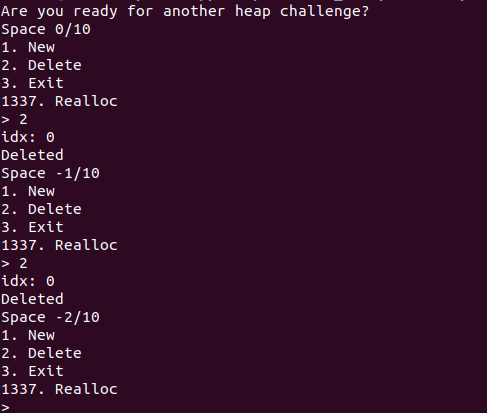 Are you ready for another heap challenge?
Space 0/10
1. New
2. Delete
3. Exit
1337. Realloc
> 2
idx: 0
Deleted
Space -1/10
1. New
2. Delete
3. Exit
1337. Realloc
> 2
idx: 0
Deleted
Space -2/10
1. New
2. Delete
3. Exit
1337. Realloc
>